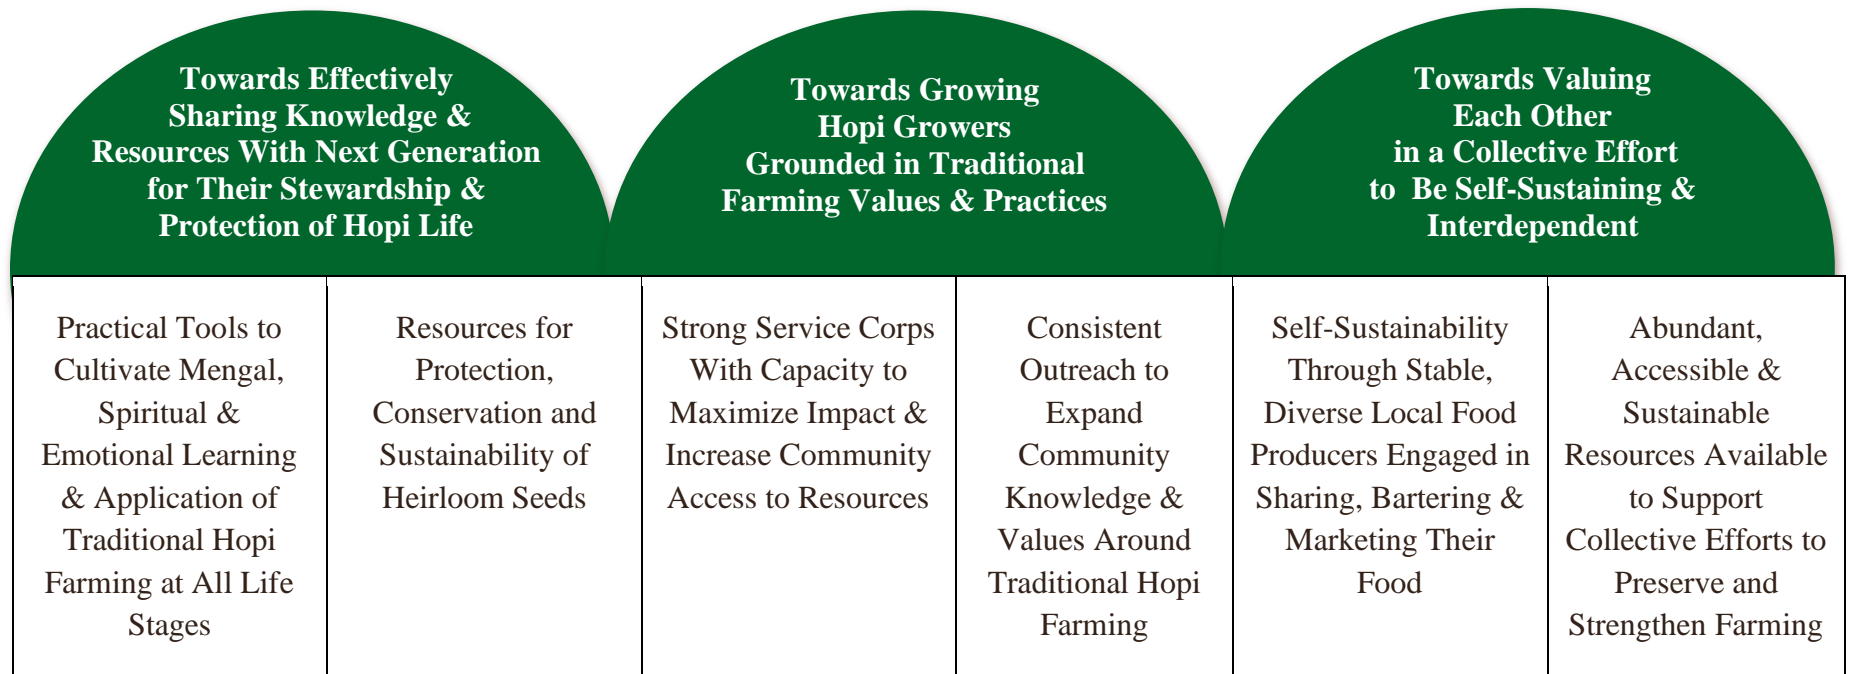 Towards Effectively
Sharing Knowledge &
Resources With Next Generation
for Their Stewardship &
Protection of Hopi Life
Towards Growing
Hopi Growers
Grounded in Traditional
Farming Values & Practices
Towards Valuing
Each Other
in a Collective Effort
to Be Self-Sustaining &
Interdependent
Practical Tools to
Cultivate Mengal,
Spiritual &
Emotional Learning
& Application of
Traditional Hopi
Farming at All Life
Stages
Resources for
Protection,
Conservation and
Sustainability of
Heirloom Seeds
Strong Service Corps
With Capacity to
Maximize Impact &
Increase Community
Access to Resources
Consistent
Outreach to
Expand
Community
Knowledge &
Values Around
Traditional Hopi
Farming
Self-Sustainability
Through Stable,
Diverse Local Food
Producers Engaged in
Sharing, Bartering &
Marketing Their
Food
Abundant,
Accessible &
Sustainable
Resources Available
to Support
Collective Efforts to
Preserve and
Strengthen Farming